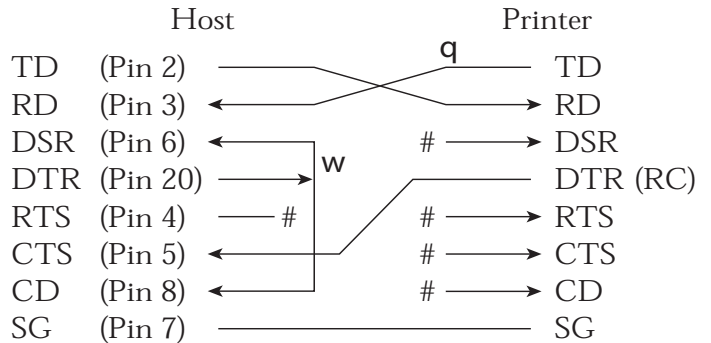 Host Printer
q
TD (Pin 2) TD
RD (Pin 3) RD
DSR (Pin 6) # DSR
w
DTR (Pin 20) DTR (RC)
RTS (Pin 4) # # RTS
CTS (Pin 5) # CTS
CD (Pin 8) # CD
SG (Pin 7) SG